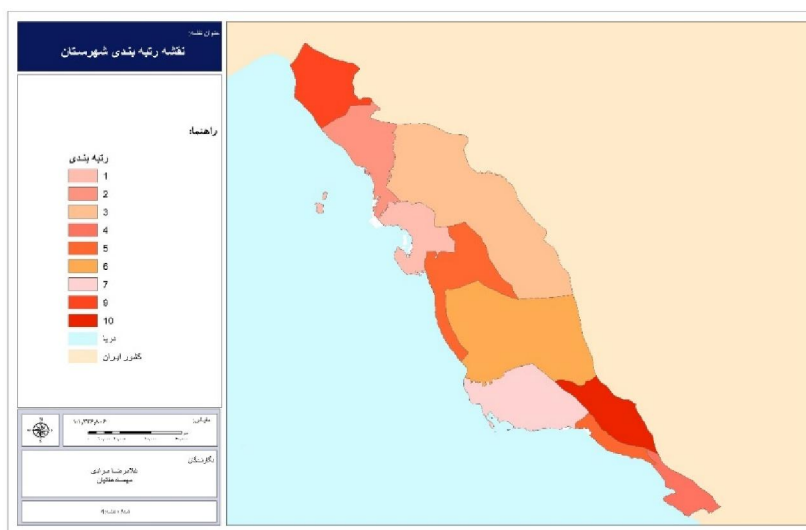 عنوان نقشه:
نقشه رتبه بندی شهرستان
راهنما:
رتبه بندی
1
2
3
4
5
6
7
9
10
دریا
کشور ایران
مقیاس:
نگارندگان
غلامرضا مرادی